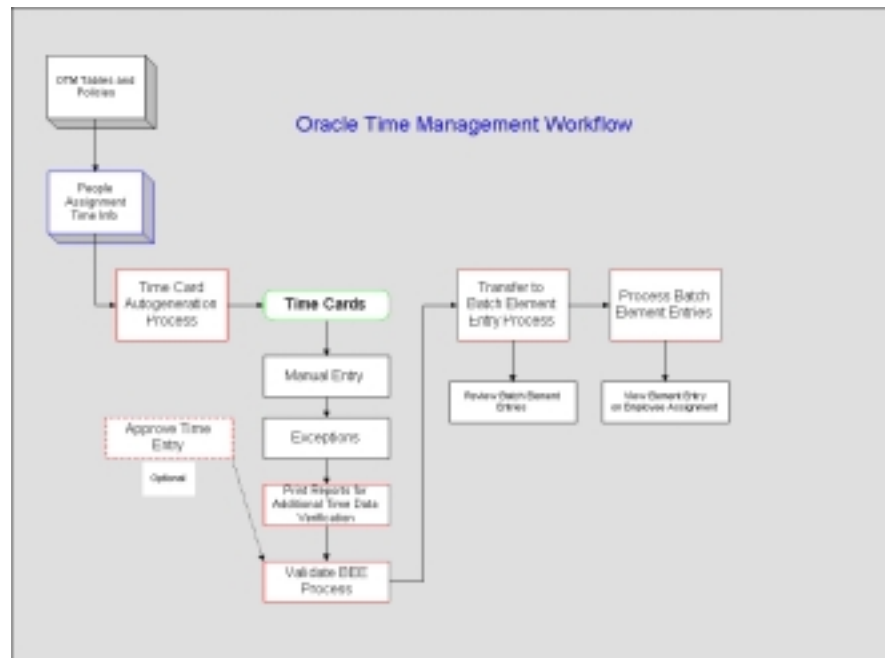 OTM Tables and
Policies
Oracle Time Management Workflow
People
Assignment
Time Info
Time Card
Autogeneration
Process
Time Cards
Transfer to
Batch Element
Entry Process
Process Batch
Element Entries
Manual Entry
Review Batch Element
Entries
View Element Entry
on Employee Assignment
Approve Time
Entry
Optional
Exceptions
Print Reports for
Additional Time Data
Verification
Validate BEE
Process